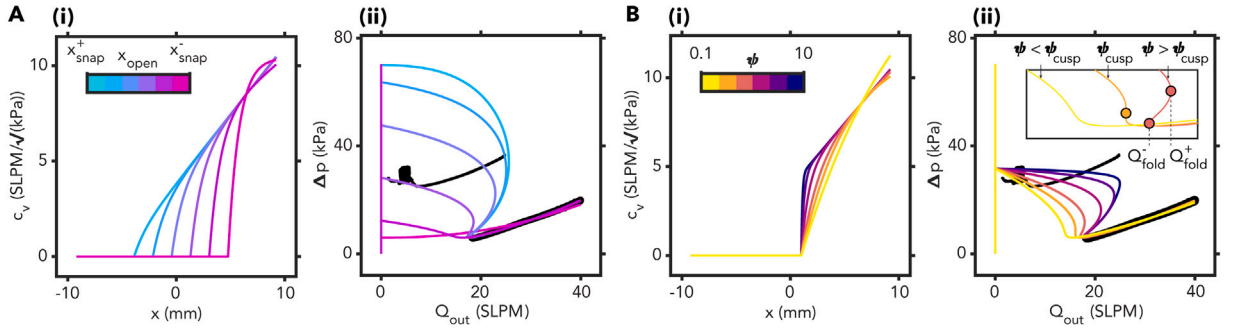 A (i)
x⁺snap xopen x⁻snap
cᵥ (SLPM/√(kPa))
10
5
0
-10 0 10
x (mm)
(ii)
Δp (kPa)
80
40
0
0 20 40
Qout (SLPM)
B (i)
0.1 ψ 10
cᵥ (SLPM/√(kPa))
10
5
0
-10 0 10
x (mm)
(ii)
ψ < ψcusp ψcusp ψ > ψcusp
Q⁻fold Q⁺fold
Δp (kPa)
80
40
0
0 20 40
Qout (SLPM)